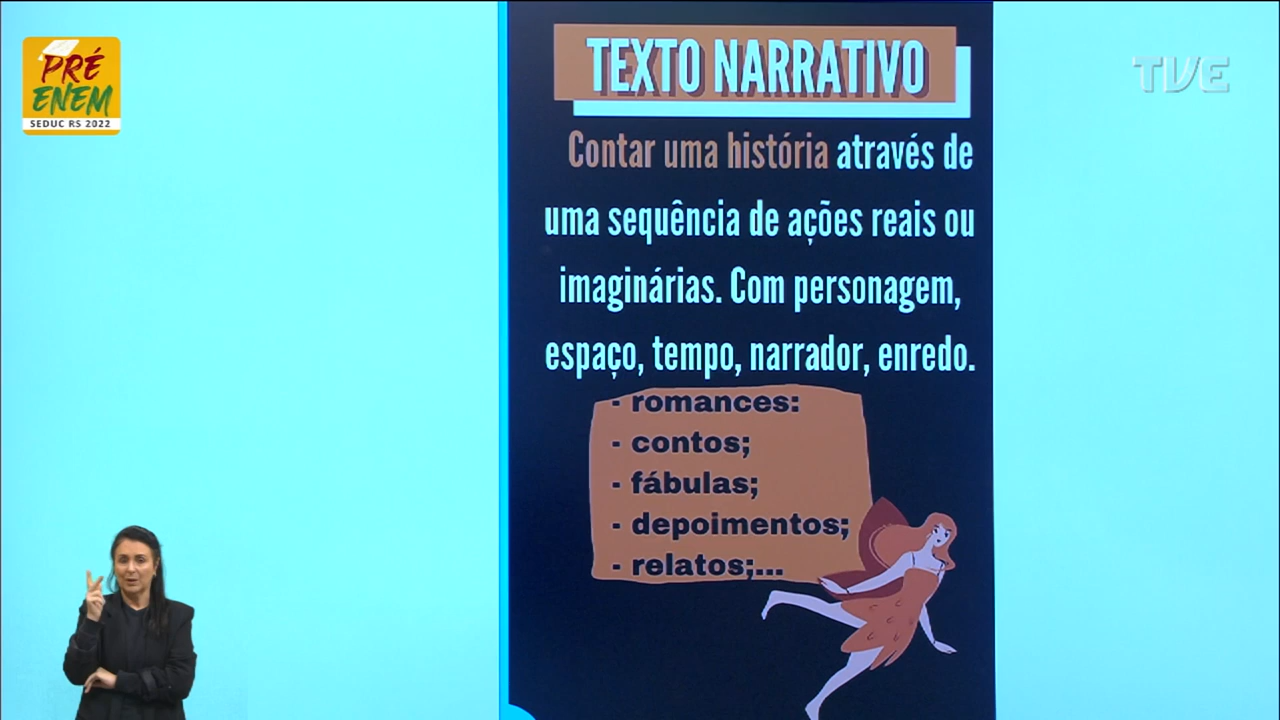 PRÉ
ENEM
SEDUC RS 2022
TVE
TEXTO NARRATIVO
Contar uma história através de
uma sequência de ações reais ou
imaginárias. Com personagem,
espaço, tempo, narrador, enredo.
- romances:
- contos;
- fábulas;
- depoimentos;
- relatos;...